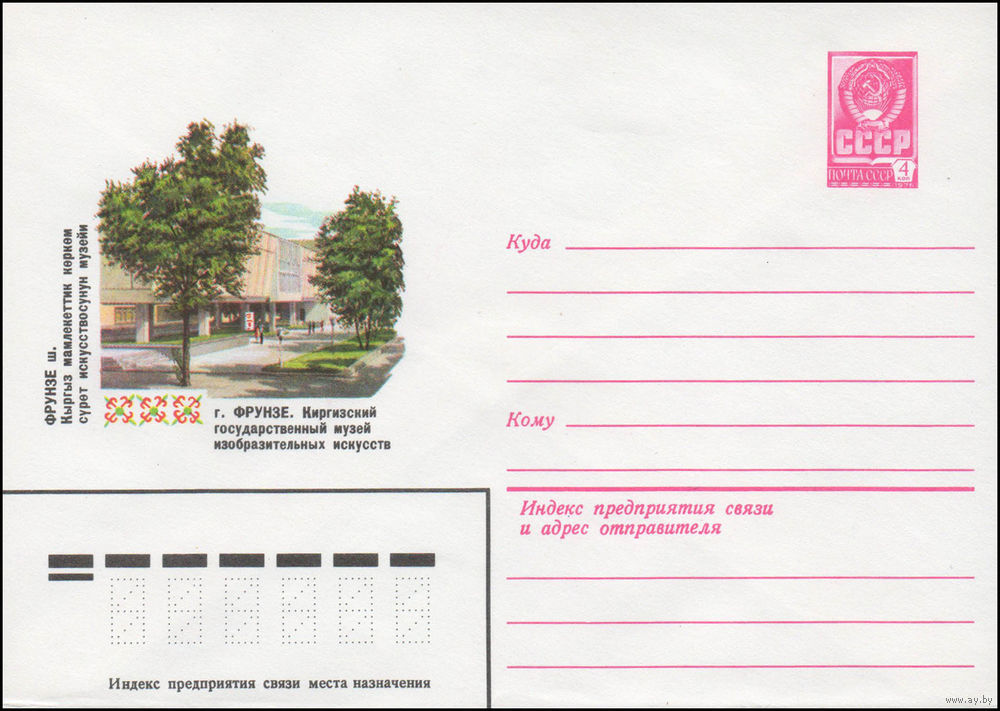 ФРУНЗЕ ш.
Кыргыз мамлекеттик көркөм
сүрөт искусствосунун музейи
г. ФРУНЗЕ. Киргизский
государственный музей
изобразительных искусств
СССР
ПОЧТА СССР
4
коп
Куда
Кому
Индекс предприятия связи
и адрес отправителя
Индекс предприятия связи места назначения
www.ay.by